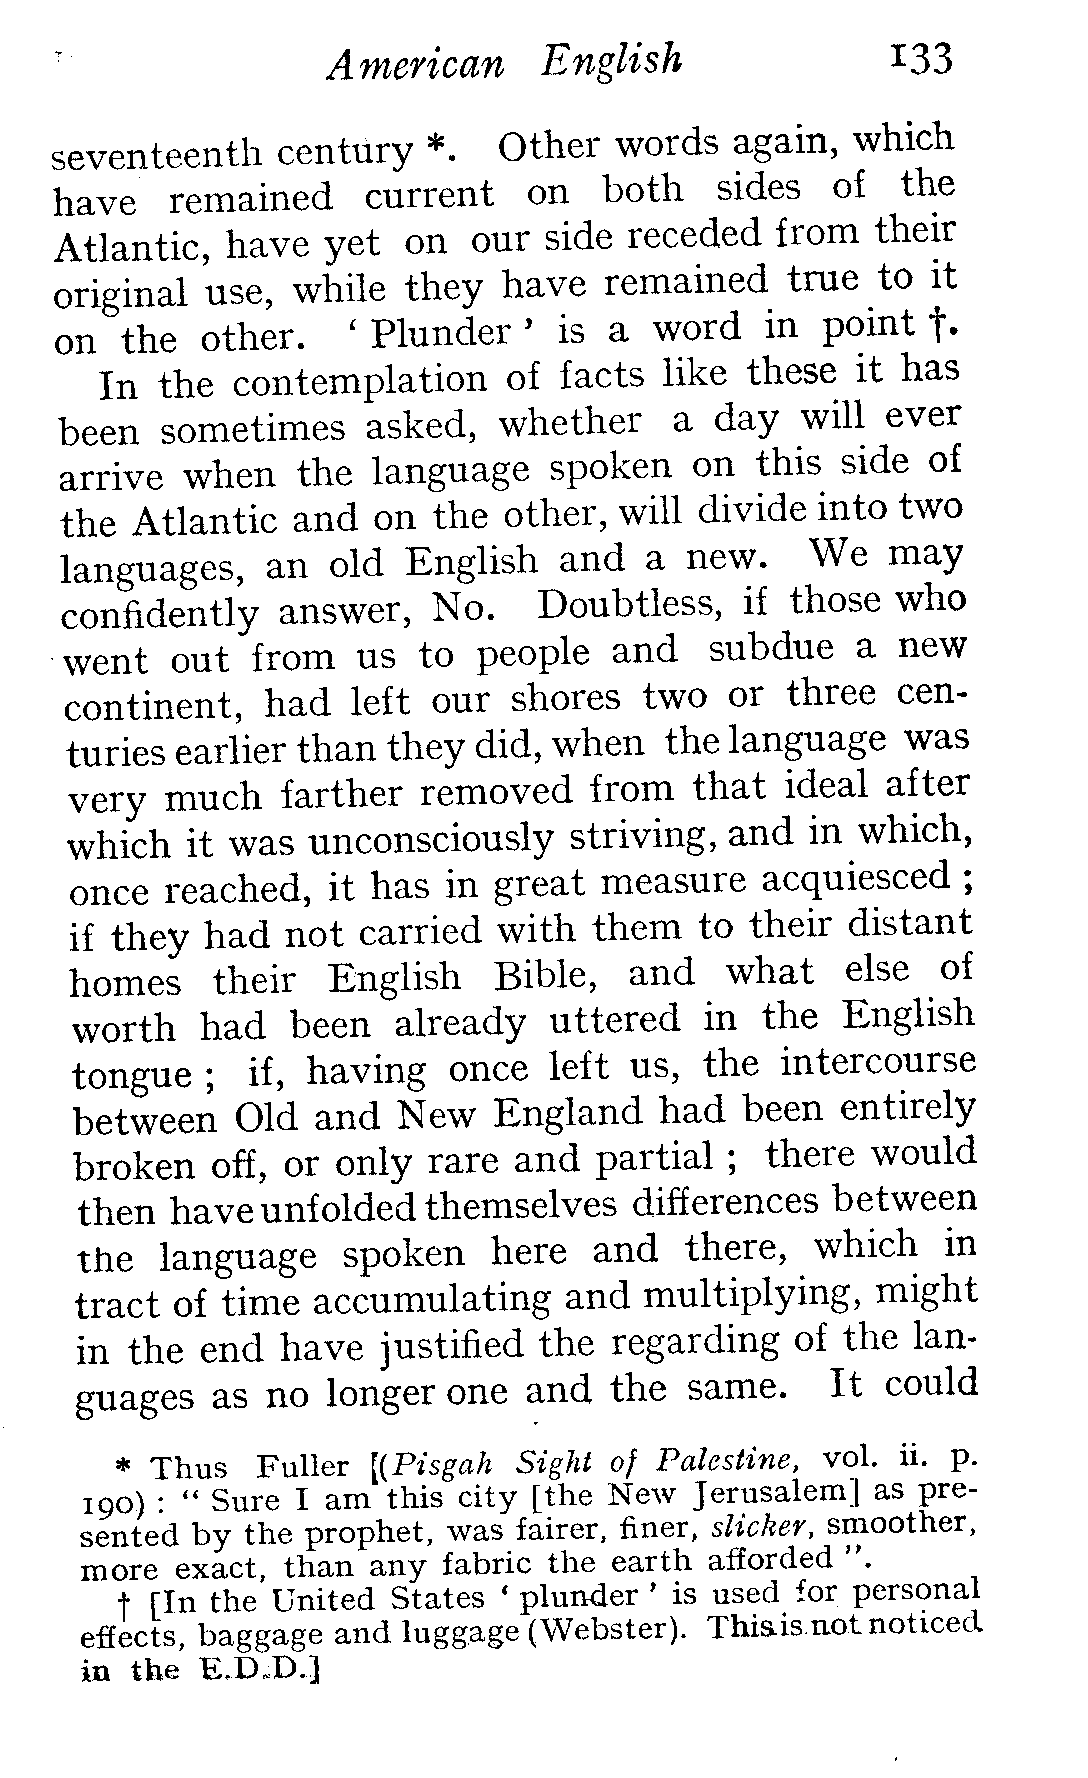 American English 133
seventeenth century *. Other words again, which
have remained current on both sides of the
Atlantic, have yet on our side receded from their
original use, while they have remained true to it
on the other. ‘ Plunder ’ is a word in point †.
In the contemplation of facts like these it has
been sometimes asked, whether a day will ever
arrive when the language spoken on this side of
the Atlantic and on the other, will divide into two
languages, an old English and a new. We may
confidently answer, No. Doubtless, if those who
went out from us to people and subdue a new
continent, had left our shores two or three cen-
turies earlier than they did, when the language was
very much farther removed from that ideal after
which it was unconsciously striving, and in which,
once reached, it has in great measure acquiesced ;
if they had not carried with them to their distant
homes their English Bible, and what else of
worth had been already uttered in the English
tongue ; if, having once left us, the intercourse
between Old and New England had been entirely
broken off, or only rare and partial ; there would
then have unfolded themselves differences between
the language spoken here and there, which in
tract of time accumulating and multiplying, might
in the end have justified the regarding of the lan-
guages as no longer one and the same. It could
* Thus Fuller [(Pisgah Sight of Palestine, vol. ii. p.
190) : “ Sure I am this city [the New Jerusalem] as pre-
sented by the prophet, was fairer, finer, slicker, smoother,
more exact, than any fabric the earth afforded ”.
† [In the United States ‘ plunder ’ is used for personal
effects, baggage and luggage (Webster). This is not noticed
in the E.D.D.]